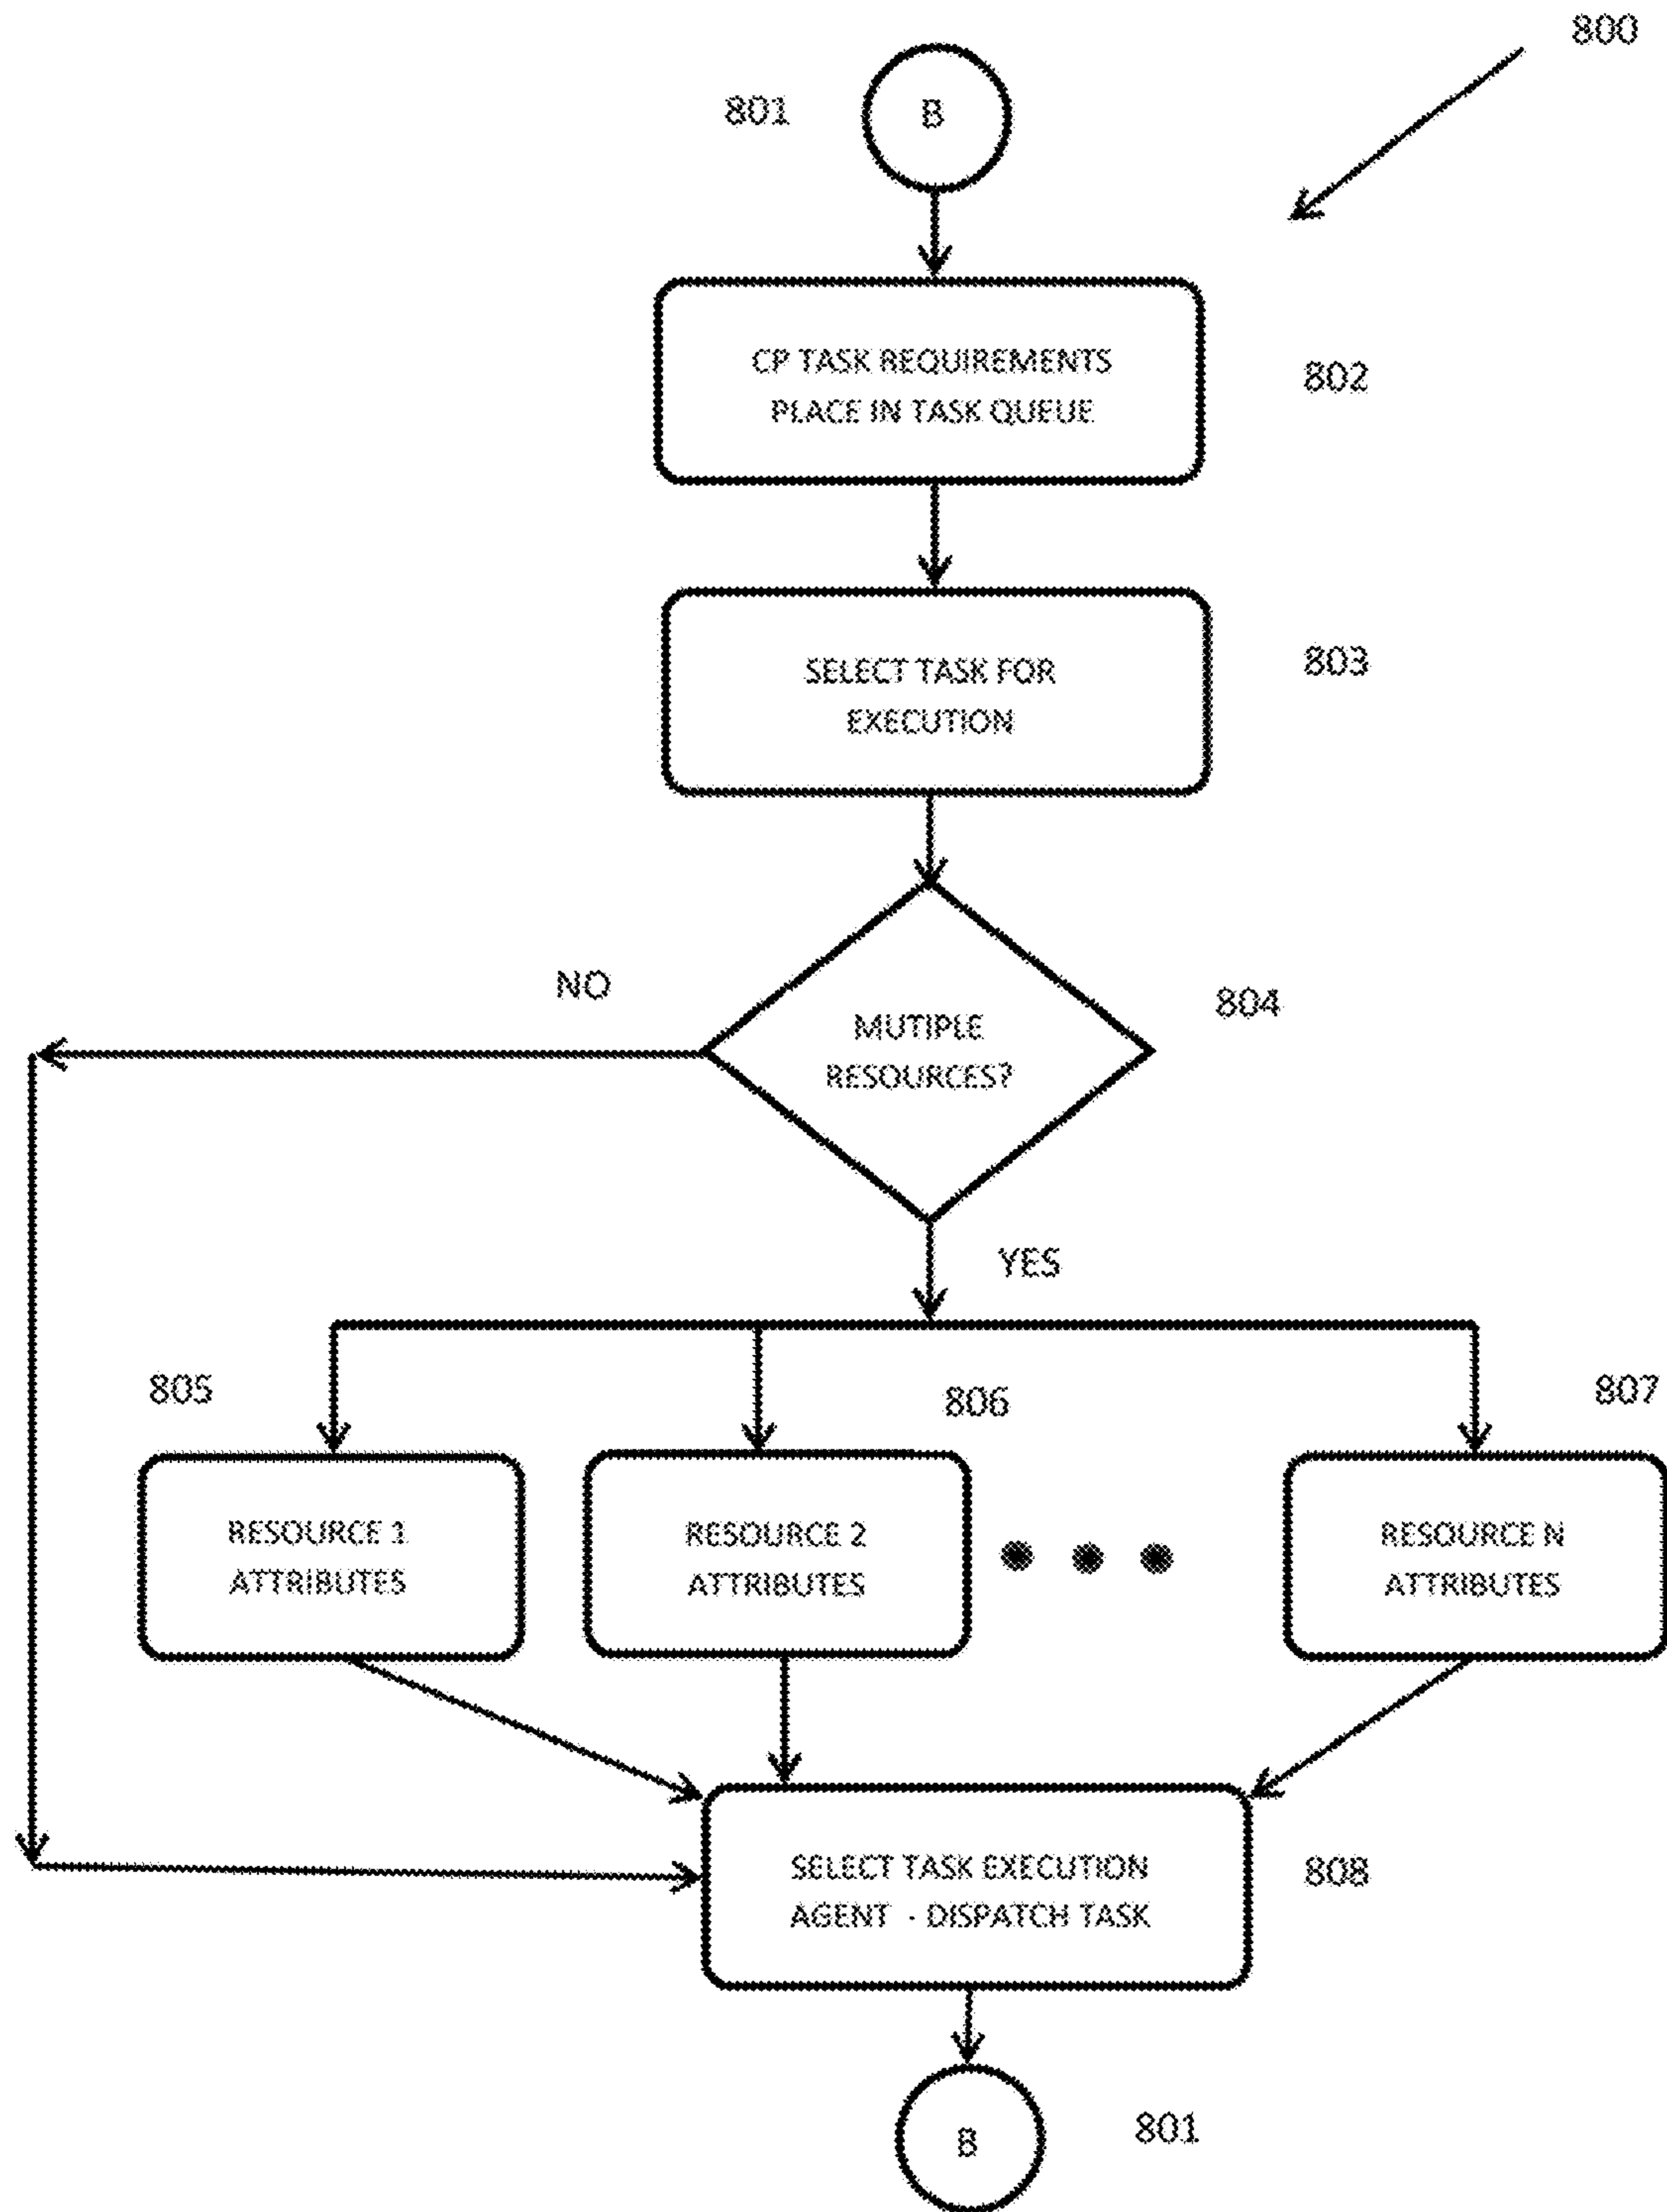 800
801
B
CP TASK REQUIREMENTS
PLACE IN TASK QUEUE
802
SELECT TASK FOR
EXECUTION
803
NO
804
MUTIPLE
RESOURCES?
YES
805
806
807
RESOURCE 1
ATTRIBUTES
RESOURCE 2
ATTRIBUTES
RESOURCE N
ATTRIBUTES
SELECT TASK EXECUTION
AGENT - DISPATCH TASK
808
B
801